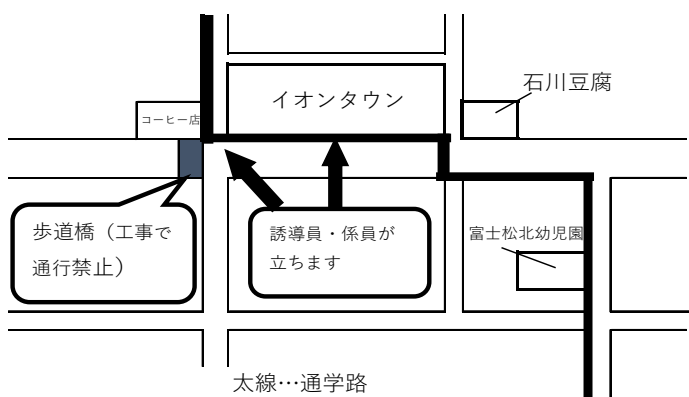 石川豆腐
イオンタウン
コーヒー店
歩道橋（工事で
通行禁止）
誘導員・係員が
立ちます
富士松北幼児園
太線…通学路